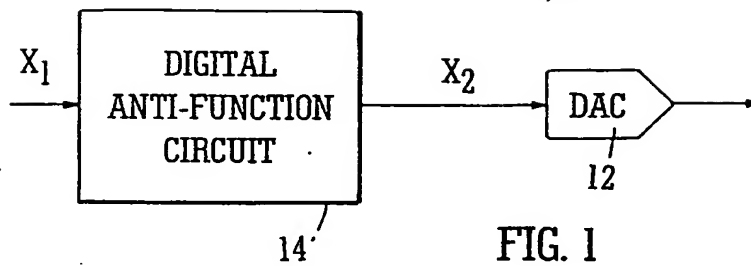 X1
DIGITAL
ANTI-FUNCTION
CIRCUIT
X2
DAC
12
14
FIG. 1